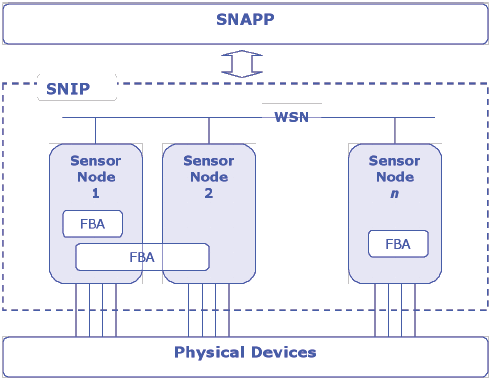 SNAPP
SNIP
WSN
Sensor
Node
1
Sensor
Node
2
Sensor
Node
n
FBA
FBA
FBA
Physical Devices